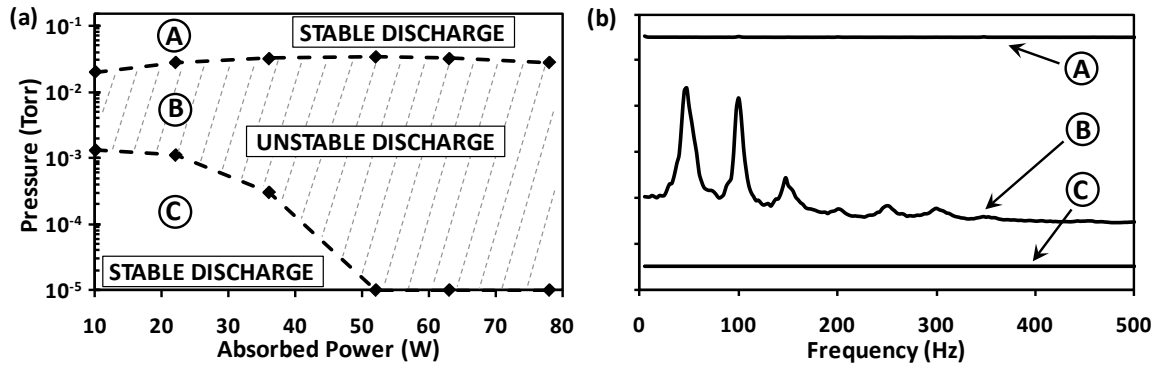 (a)
10⁻¹
10⁻²
10⁻³
10⁻⁴
10⁻⁵
Pressure (Torr)
A
STABLE DISCHARGE
B
UNSTABLE DISCHARGE
C
STABLE DISCHARGE
10 20 30 40 50 60 70 80
Absorbed Power (W)
(b)
A
B
C
0 100 200 300 400 500
Frequency (Hz)